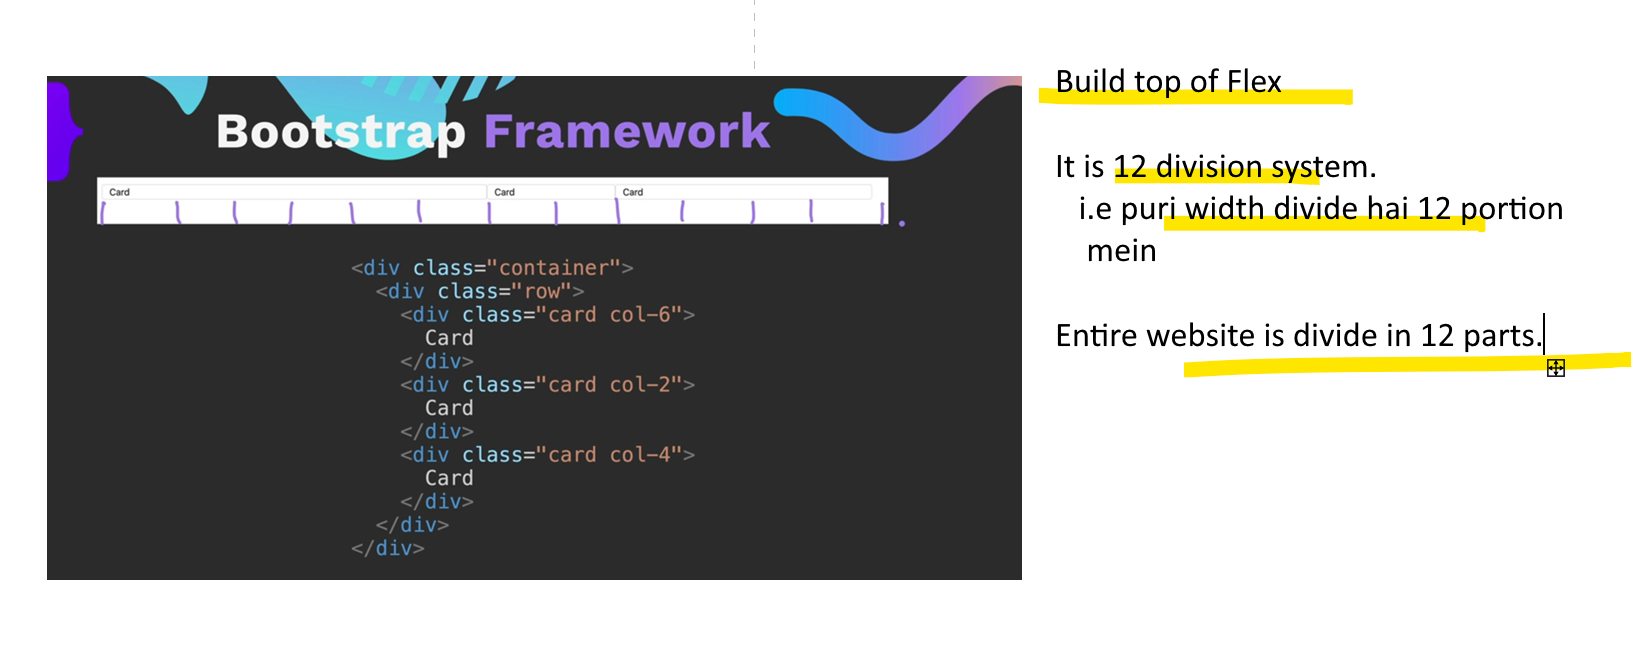 Bootstrap Framework
Card Card Card
<div class="container">
<div class="row">
<div class="card col-6">
Card
</div>
<div class="card col-2">
Card
</div>
<div class="card col-4">
Card
</div>
</div>
</div>
Build top of Flex
It is 12 division system.
i.e puri width divide hai 12 portion
mein
Entire website is divide in 12 parts.